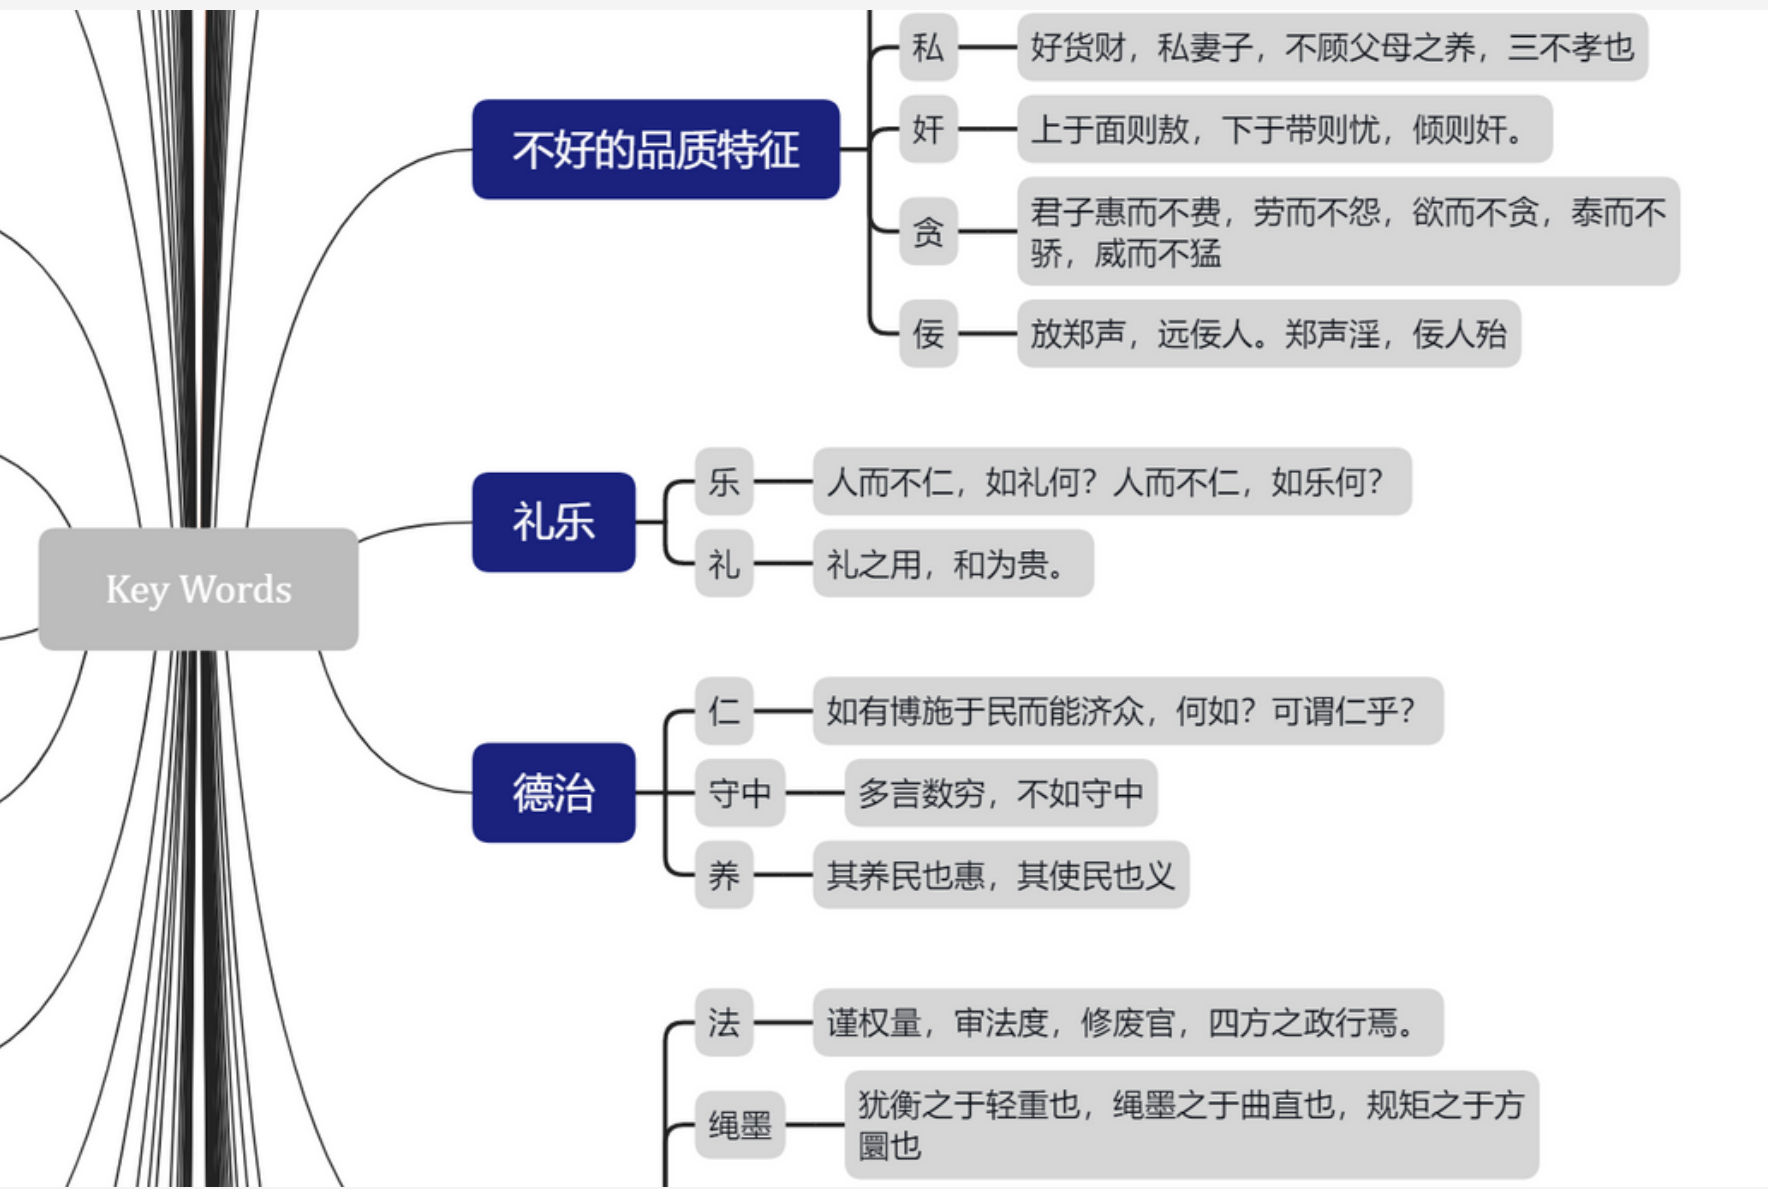 私
好货财，私妻子，不顾父母之养，三不孝也
不好的品质特征
奸
上于面则敖，下于带则忧，倾则奸。
贪
君子惠而不费，劳而不怨，欲而不贪，泰而不
骄，威而不猛
佞
放郑声，远佞人。郑声淫，佞人殆
礼乐
乐
人而不仁，如礼何？人而不仁，如乐何？
礼
礼之用，和为贵。
Key Words
德治
仁
如有博施于民而能济众，何如？可谓仁乎？
守中
多言数穷，不如守中
养
其养民也惠，其使民也义
法
谨权量，审法度，修废官，四方之政行焉。
绳墨
犹衡之于轻重也，绳墨之于曲直也，规矩之于方
圜也